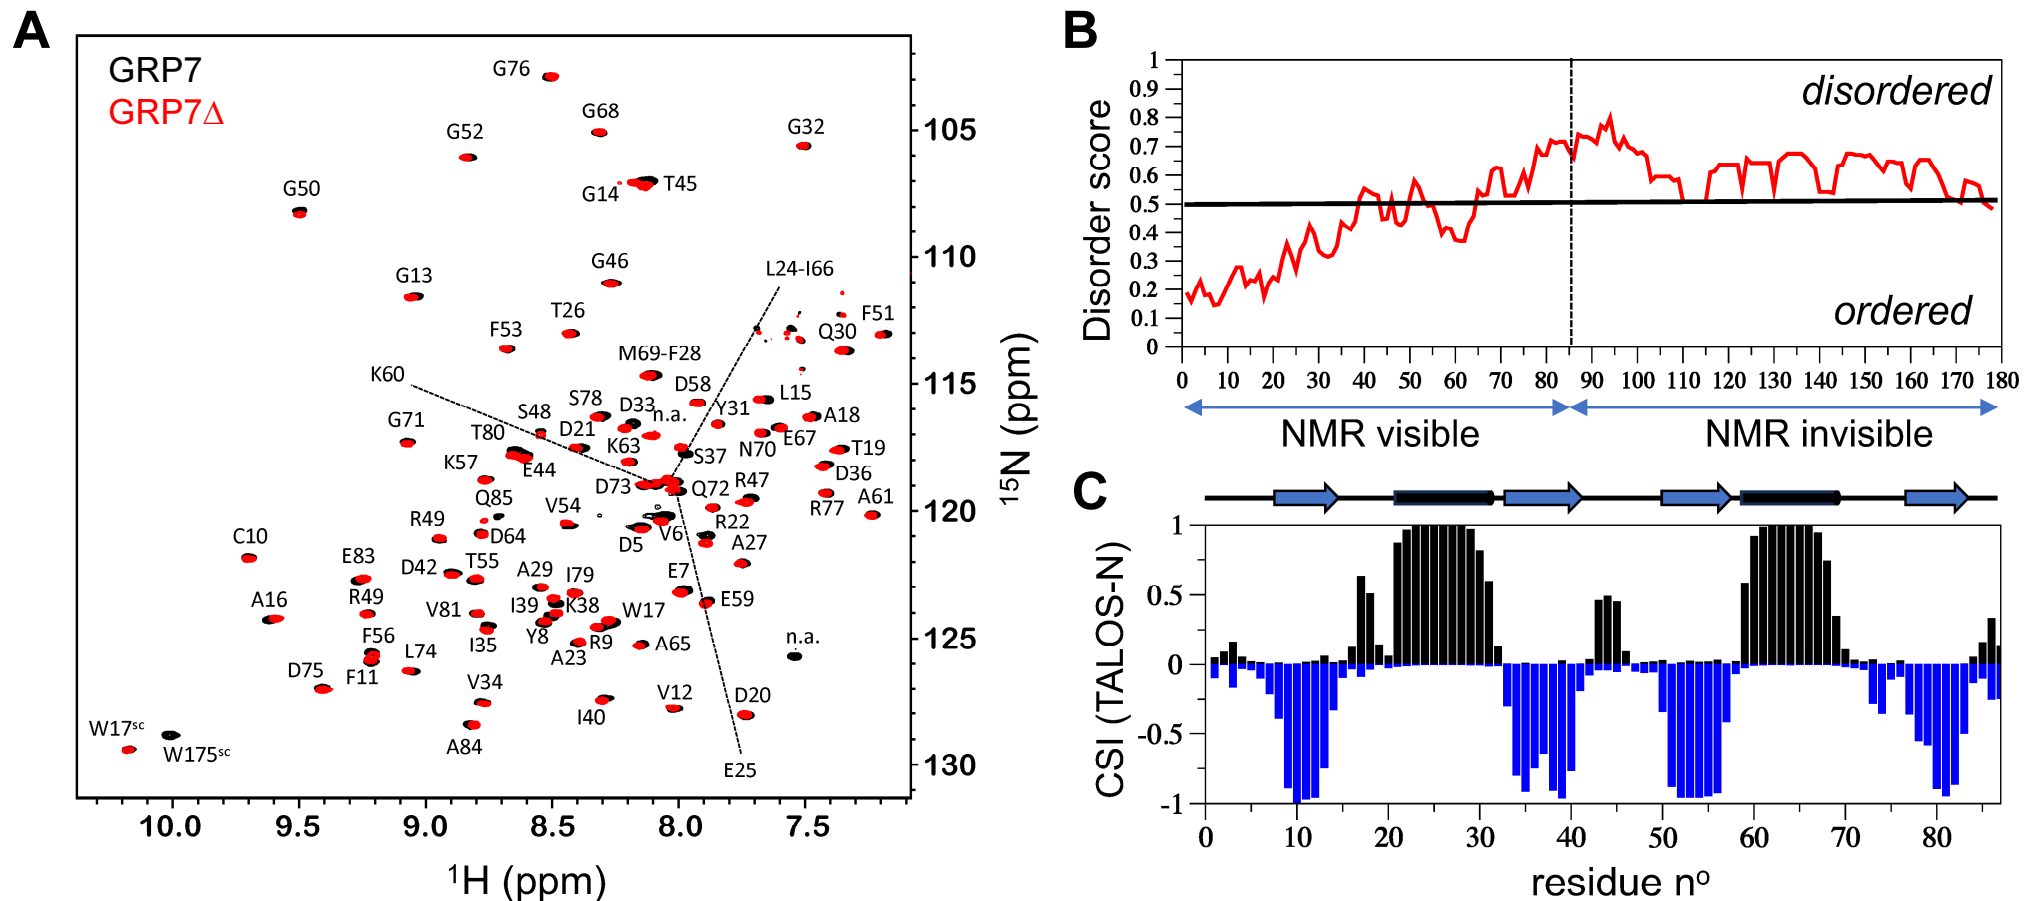 A
GRP7
GRP7Δ
G76
G68
G52
G32
G14
T45
G50
G46
L24-I66
G13
T26
F51
F53
Q30
M69-F28
K60
D58
L15
S78
D33
n.a.
Y31
A18
G71
S48
D21
T80
K63
N70
E67
T19
S37
K57
E44
D36
D73
Q72
R47
Q85
V54
R77
A61
R49
D64
D5
V6
R22
C10
A27
E83
D42
T55
A29
I79
E7
A16
R49
V81
I39
K38
W17
E59
F56
I35
Y8
R9
A65
n.a.
L74
A23
D75
F11
V34
V12
D20
I40
W17sc
W175sc
A84
E25
105
110
115
120
125
130
15N (ppm)
10.0 9.5 9.0 8.5 8.0 7.5
1H (ppm)
B
1
0.9
0.8
0.7
0.6
0.5
0.4
0.3
0.2
0.1
0
Disorder score
disordered
ordered
0 10 20 30 40 50 60 70 80 90 100 110 120 130 140 150 160 170 180
NMR visible
NMR invisible
C
1
0.5
0
-0.5
-1
CSI (TALOS-N)
0 10 20 30 40 50 60 70 80
residue nº